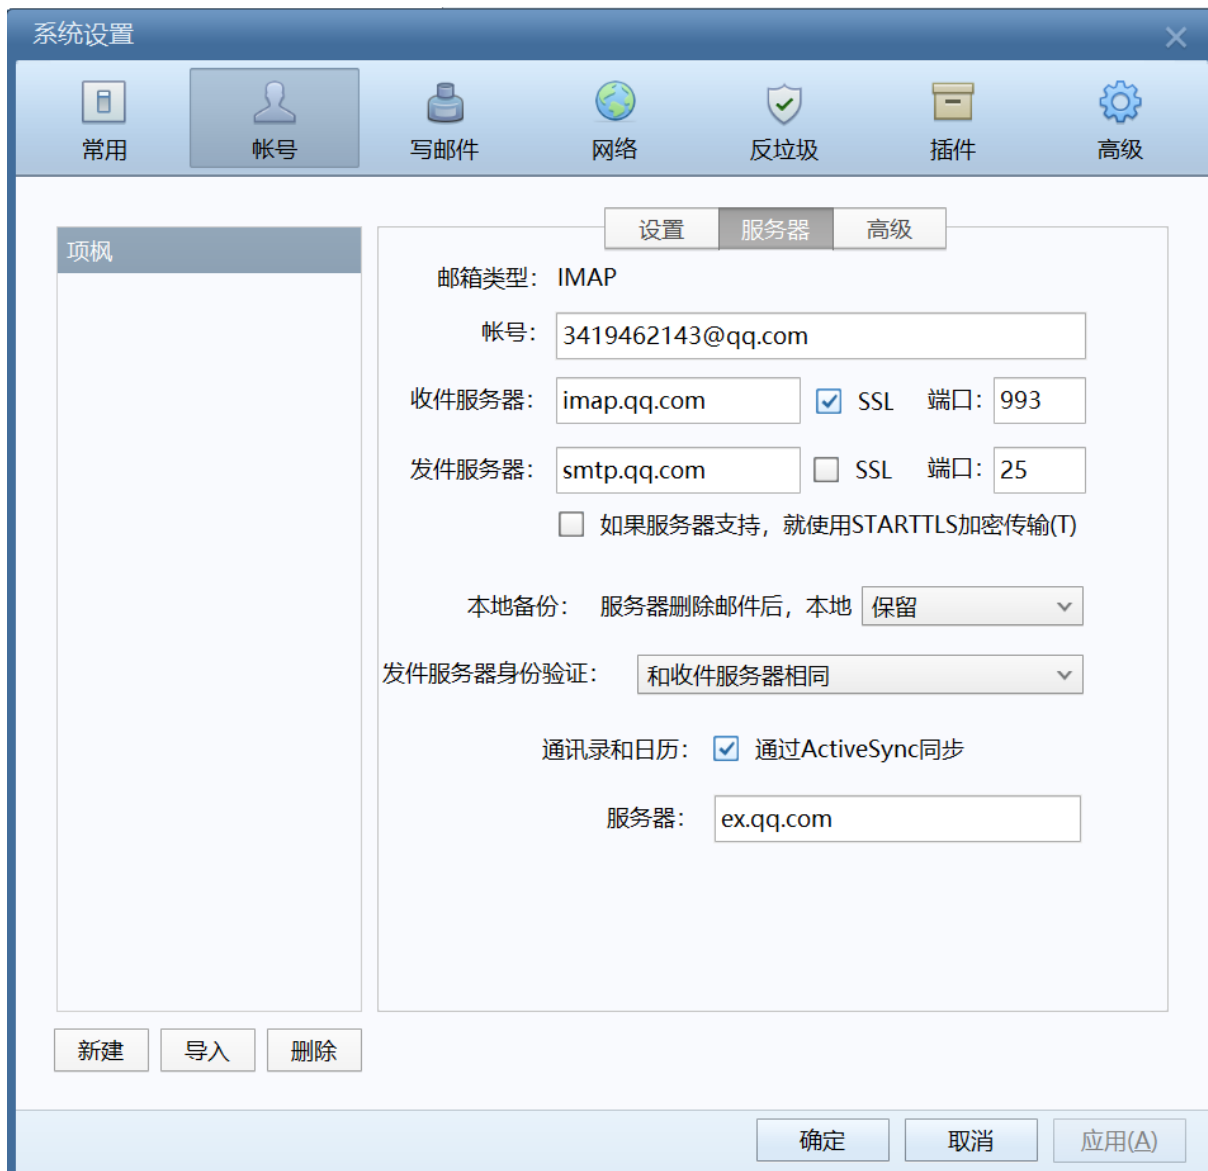 系统设置
常用 帐号 写邮件 网络 反垃圾 插件 高级
项枫
设置 服务器 高级
邮箱类型： IMAP
帐号： 3419462143@qq.com
收件服务器： imap.qq.com SSL 端口： 993
发件服务器： smtp.qq.com SSL 端口： 25
如果服务器支持，就使用STARTTLS加密传输(T)
本地备份： 服务器删除邮件后，本地 保留
发件服务器身份验证： 和收件服务器相同
通讯录和日历： 通过ActiveSync同步
服务器： ex.qq.com
新建 导入 删除
确定 取消 应用(A)